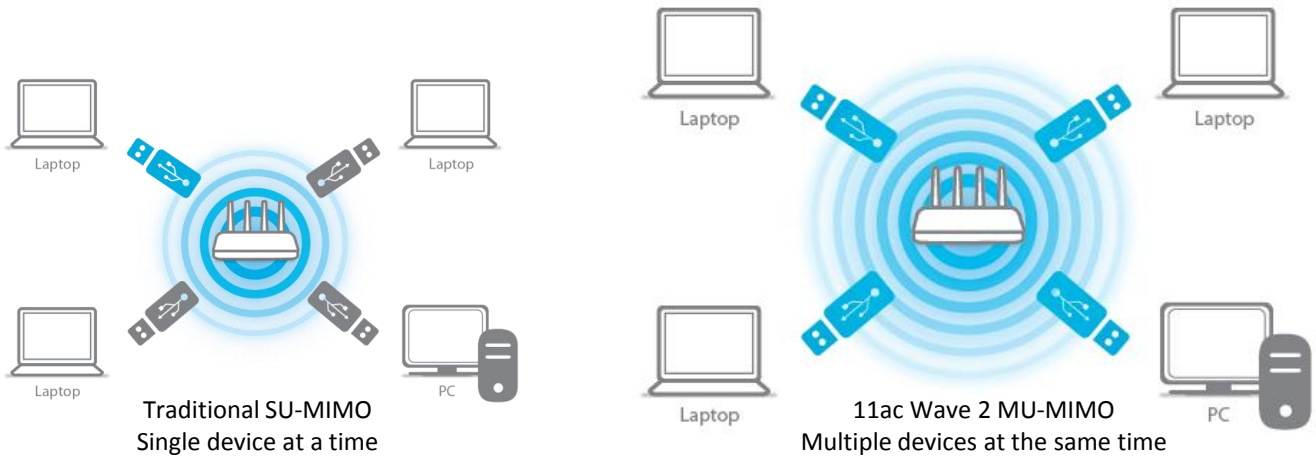 Laptop
Laptop
Laptop
PC
Traditional SU-MIMO
Single device at a time
Laptop
Laptop
Laptop
PC
11ac Wave 2 MU-MIMO
Multiple devices at the same time